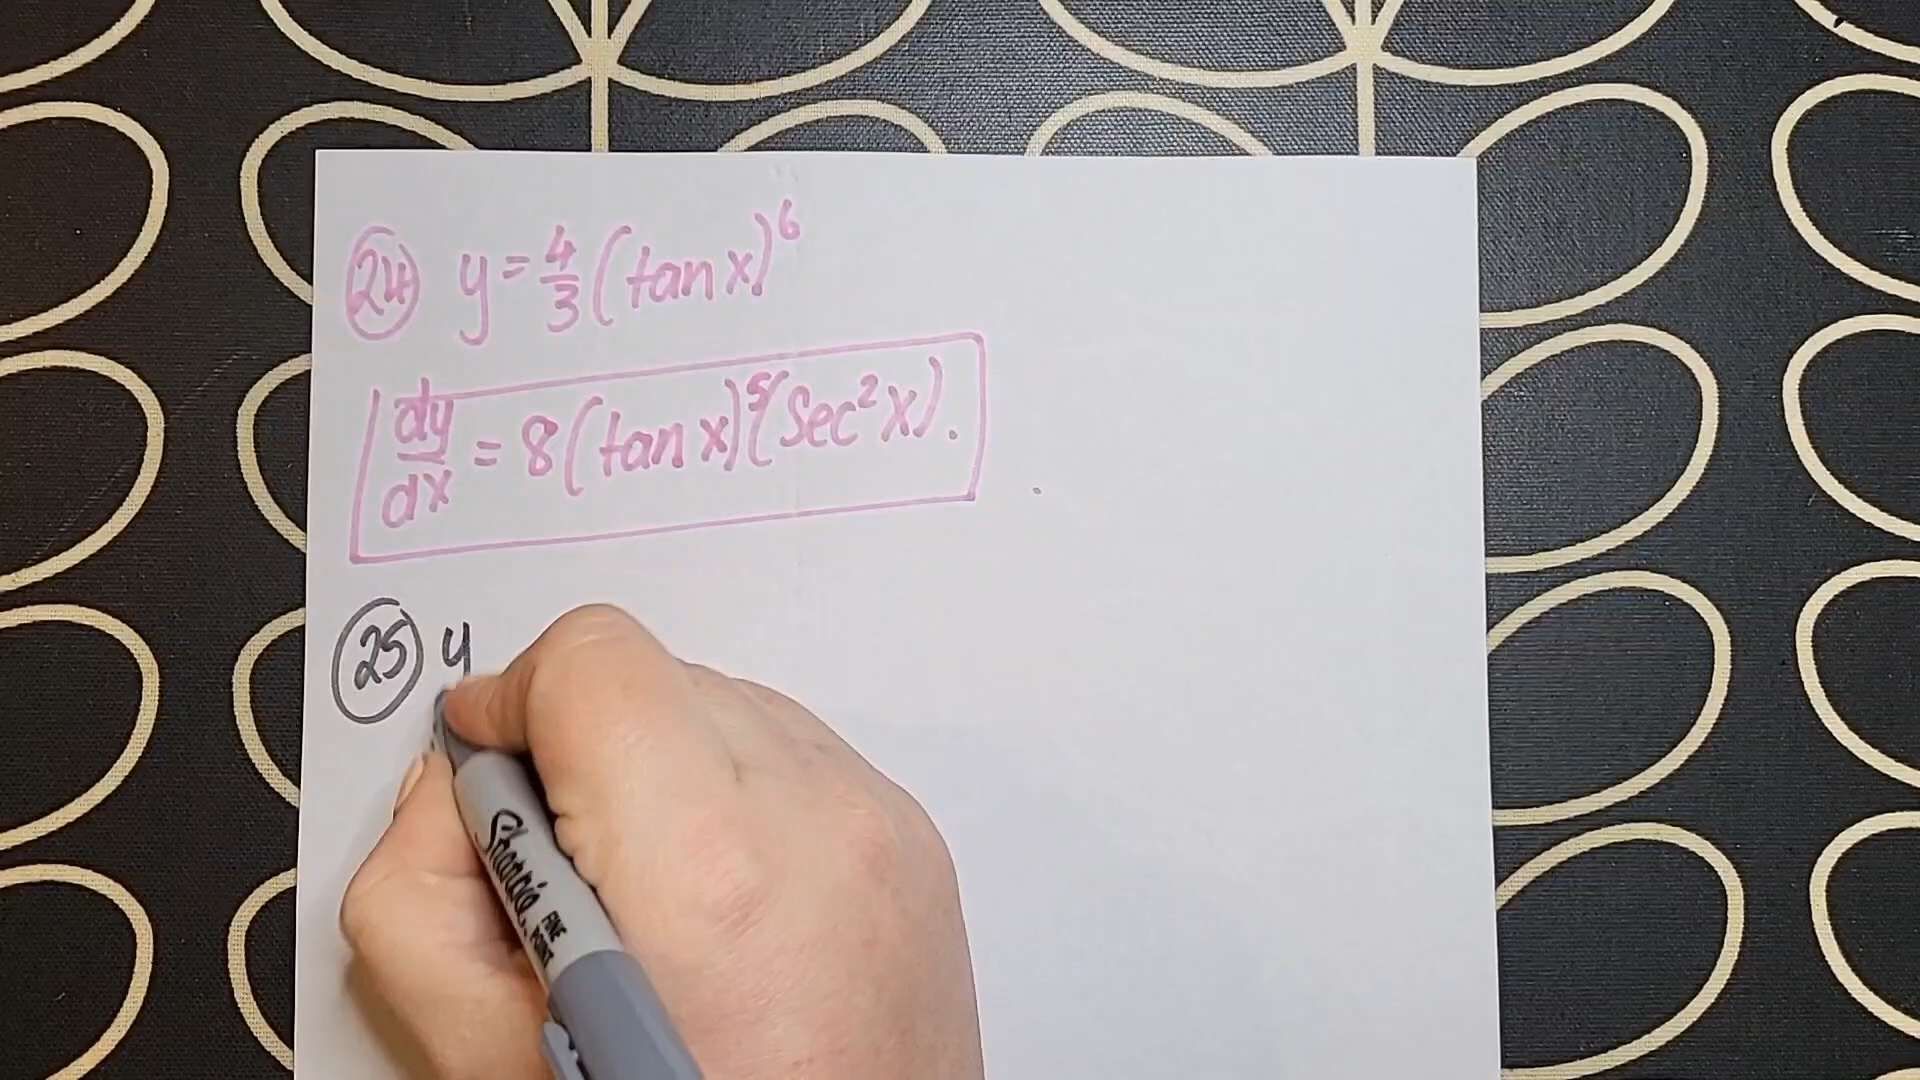 24 y = 4/3 (tan x)^6
dy/dx = 8 (tan x)^5 (Sec^2 x).
25 y
Sharpie.
FINE POINT